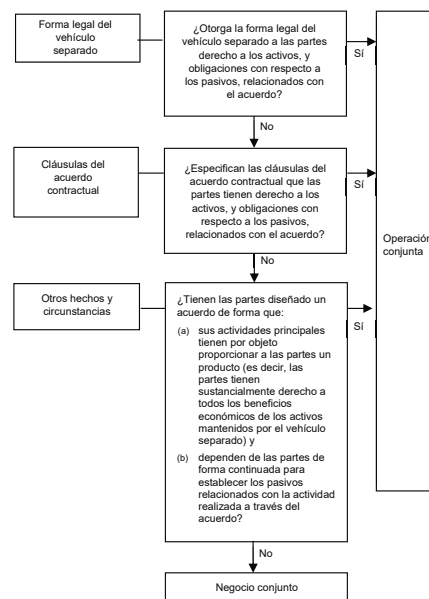 Forma legal del
vehículo
separado
¿Otorga la forma legal del
vehículo separado a las partes
derecho a los activos, y
obligaciones con respecto a
los pasivos, relacionados con
el acuerdo?
Sí
No
Cláusulas del
acuerdo
contractual
¿Especifican las cláusulas del
acuerdo contractual que las
partes tienen derecho a los
activos, y obligaciones con
respecto a los pasivos,
relacionados con el acuerdo?
Sí
Operación
conjunta
No
Otros hechos y
circunstancias
¿Tienen las partes diseñado un
acuerdo de forma que:
(a) sus actividades principales
tienen por objeto
proporcionar a las partes un
producto (es decir, las
partes tienen
sustancialmente derecho a
todos los beneficios
económicos de los activos
mantenidos por el vehículo
separado) y
(b) dependen de las partes de
forma continuada para
establecer los pasivos
relacionados con la actividad
realizada a través del
acuerdo?
Sí
No
Negocio conjunto